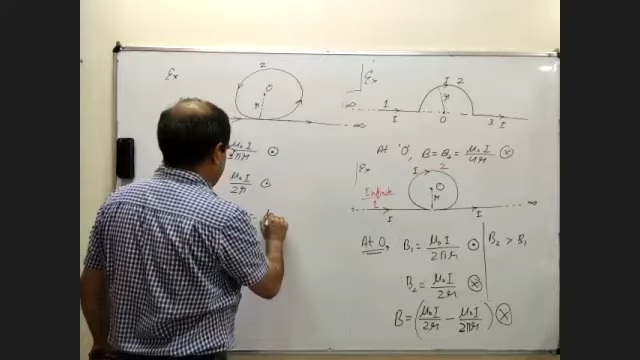 Ex
2
O
r
∞
μ₀I / 2πr ⊙
μ₀I / 2r ⊙
Ex
I 2
r
∞ 1
I O 3 I ∞
At 'O', B = B₂ = μ₀I / 4r ⊗
Ex
I 2
O
r
Infinite
1
I I ∞
At O, B₁ = μ₀I / 2πr ⊙ B₂ > B₁
B₂ = μ₀I / 2r ⊗
B = (μ₀I / 2r − μ₀I / 2πr) ⊗